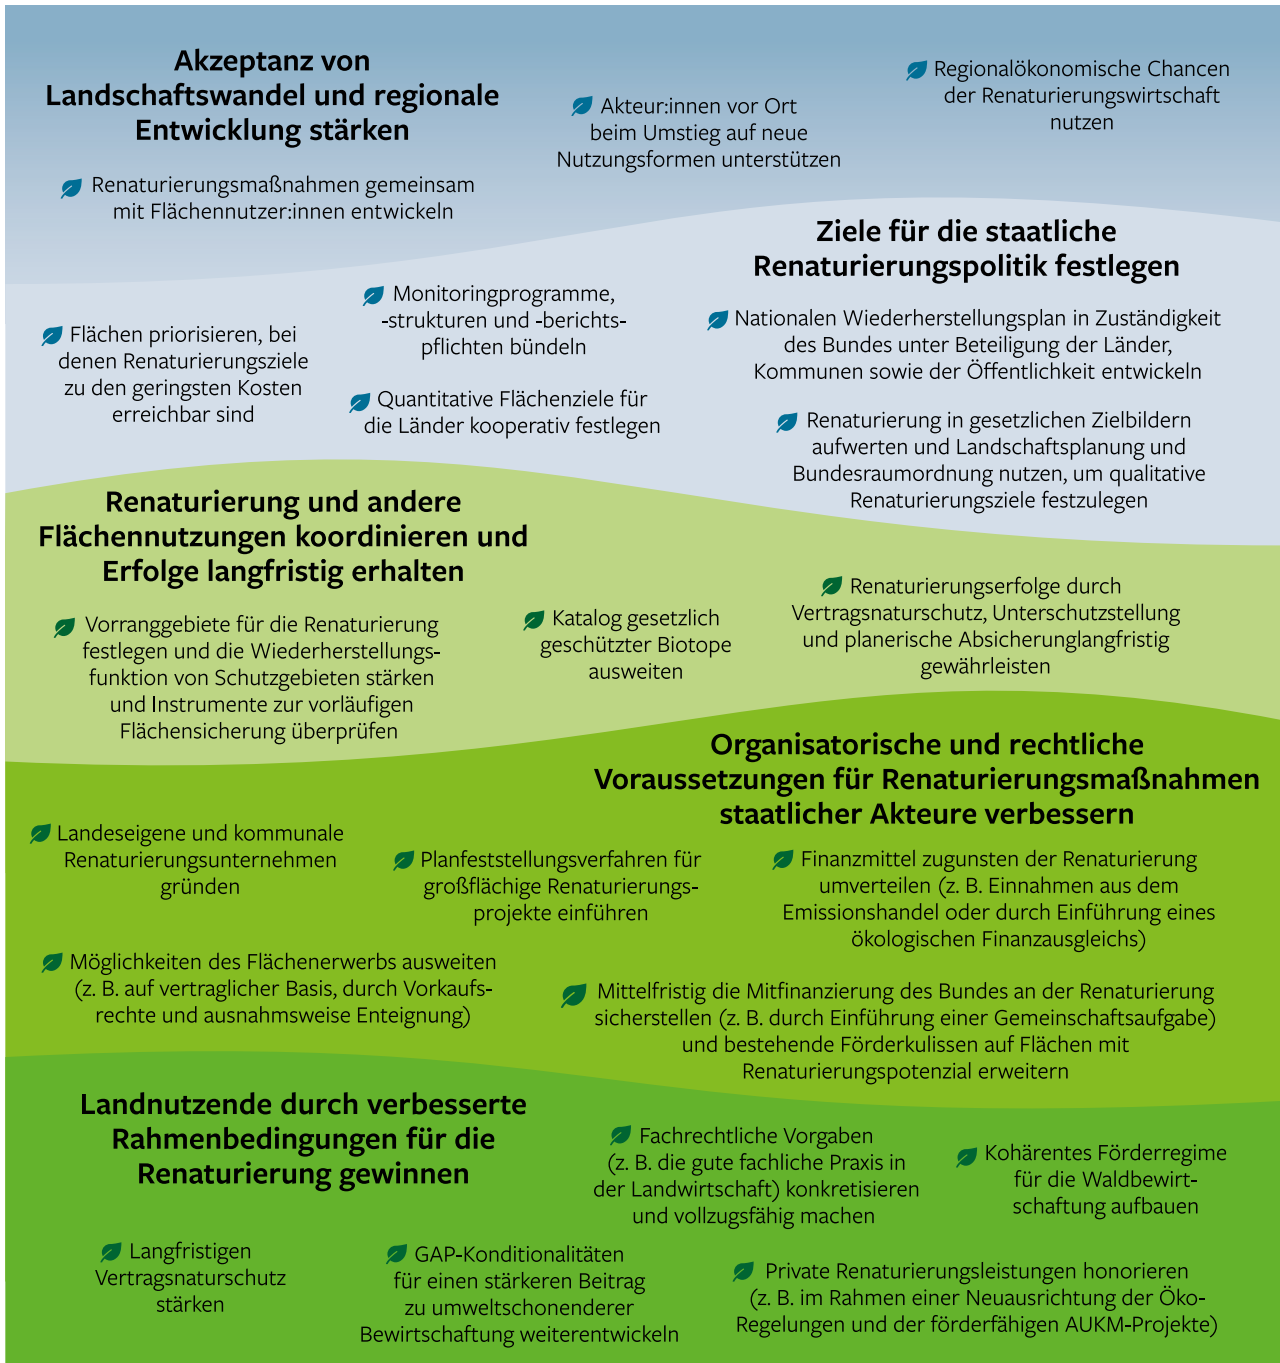 Akzeptanz von
Landschaftswandel und regionale
Entwicklung stärken
Renaturierungsmaßnahmen gemeinsam
mit Flächennutzer:innen entwickeln
Akteur:innen vor Ort
beim Umstieg auf neue
Nutzungsformen unterstützen
Regionalökonomische Chancen
der Renaturierungswirtschaft
nutzen
Ziele für die staatliche
Renaturierungspolitik festlegen
Flächen priorisieren, bei
denen Renaturierungsziele
zu den geringsten Kosten
erreichbar sind
Monitoringprogramme,
-strukturen und -berichts-
pflichten bündeln
Quantitative Flächenziele für
die Länder kooperativ festlegen
Nationalen Wiederherstellungsplan in Zuständigkeit
des Bundes unter Beteiligung der Länder,
Kommunen sowie der Öffentlichkeit entwickeln
Renaturierung in gesetzlichen Zielbildern
aufwerten und Landschaftsplanung und
Bundesraumordnung nutzen, um qualitative
Renaturierungsziele festzulegen
Renaturierung und andere
Flächennutzungen koordinieren und
Erfolge langfristig erhalten
Vorranggebiete für die Renaturierung
festlegen und die Wiederherstellungs-
funktion von Schutzgebieten stärken
und Instrumente zur vorläufigen
Flächensicherung überprüfen
Katalog gesetzlich
geschützter Biotope
ausweiten
Renaturierungserfolge durch
Vertragsnaturschutz, Unterschutzstellung
und planerische Absicherunglangfristig
gewährleisten
Organisatorische und rechtliche
Voraussetzungen für Renaturierungsmaßnahmen
staatlicher Akteure verbessern
Landeseigene und kommunale
Renaturierungsunternehmen
gründen
Planfeststellungsverfahren für
großflächige Renaturierungs-
projekte einführen
Finanzmittel zugunsten der Renaturierung
umverteilen (z. B. Einnahmen aus dem
Emissionshandel oder durch Einführung eines
ökologischen Finanzausgleichs)
Möglichkeiten des Flächenerwerbs ausweiten
(z. B. auf vertraglicher Basis, durch Vorkaufs-
rechte und ausnahmsweise Enteignung)
Mittelfristig die Mitfinanzierung des Bundes an der Renaturierung
sicherstellen (z. B. durch Einführung einer Gemeinschaftsaufgabe)
und bestehende Förderkulissen auf Flächen mit
Renaturierungspotenzial erweitern
Landnutzende durch verbesserte
Rahmenbedingungen für die
Renaturierung gewinnen
Fachrechtliche Vorgaben
(z. B. die gute fachliche Praxis in
der Landwirtschaft) konkretisieren
und vollzugsfähig machen
Kohärentes Förderregime
für die Waldbewirt-
schaftung aufbauen
Langfristigen
Vertragsnaturschutz
stärken
GAP-Konditionalitäten
für einen stärkeren Beitrag
zu umweltschonenderer
Bewirtschaftung weiterentwickeln
Private Renaturierungsleistungen honorieren
(z. B. im Rahmen einer Neuausrichtung der Öko-
Regelungen und der förderfähigen AUKM-Projekte)